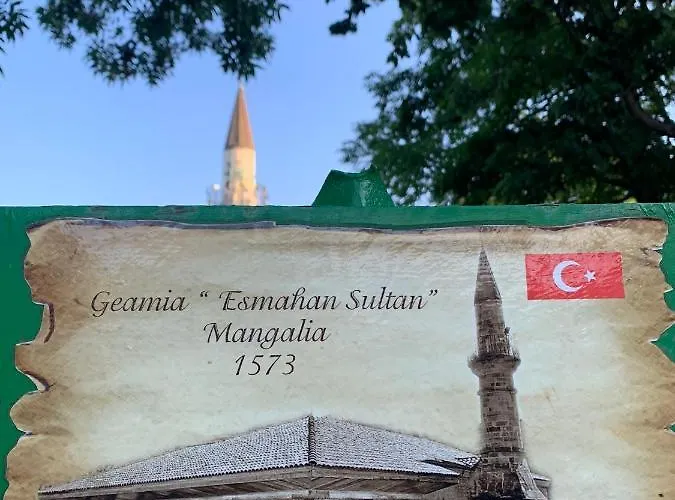 Geamia “ Esmahan Sultan”
Mangalia
1573